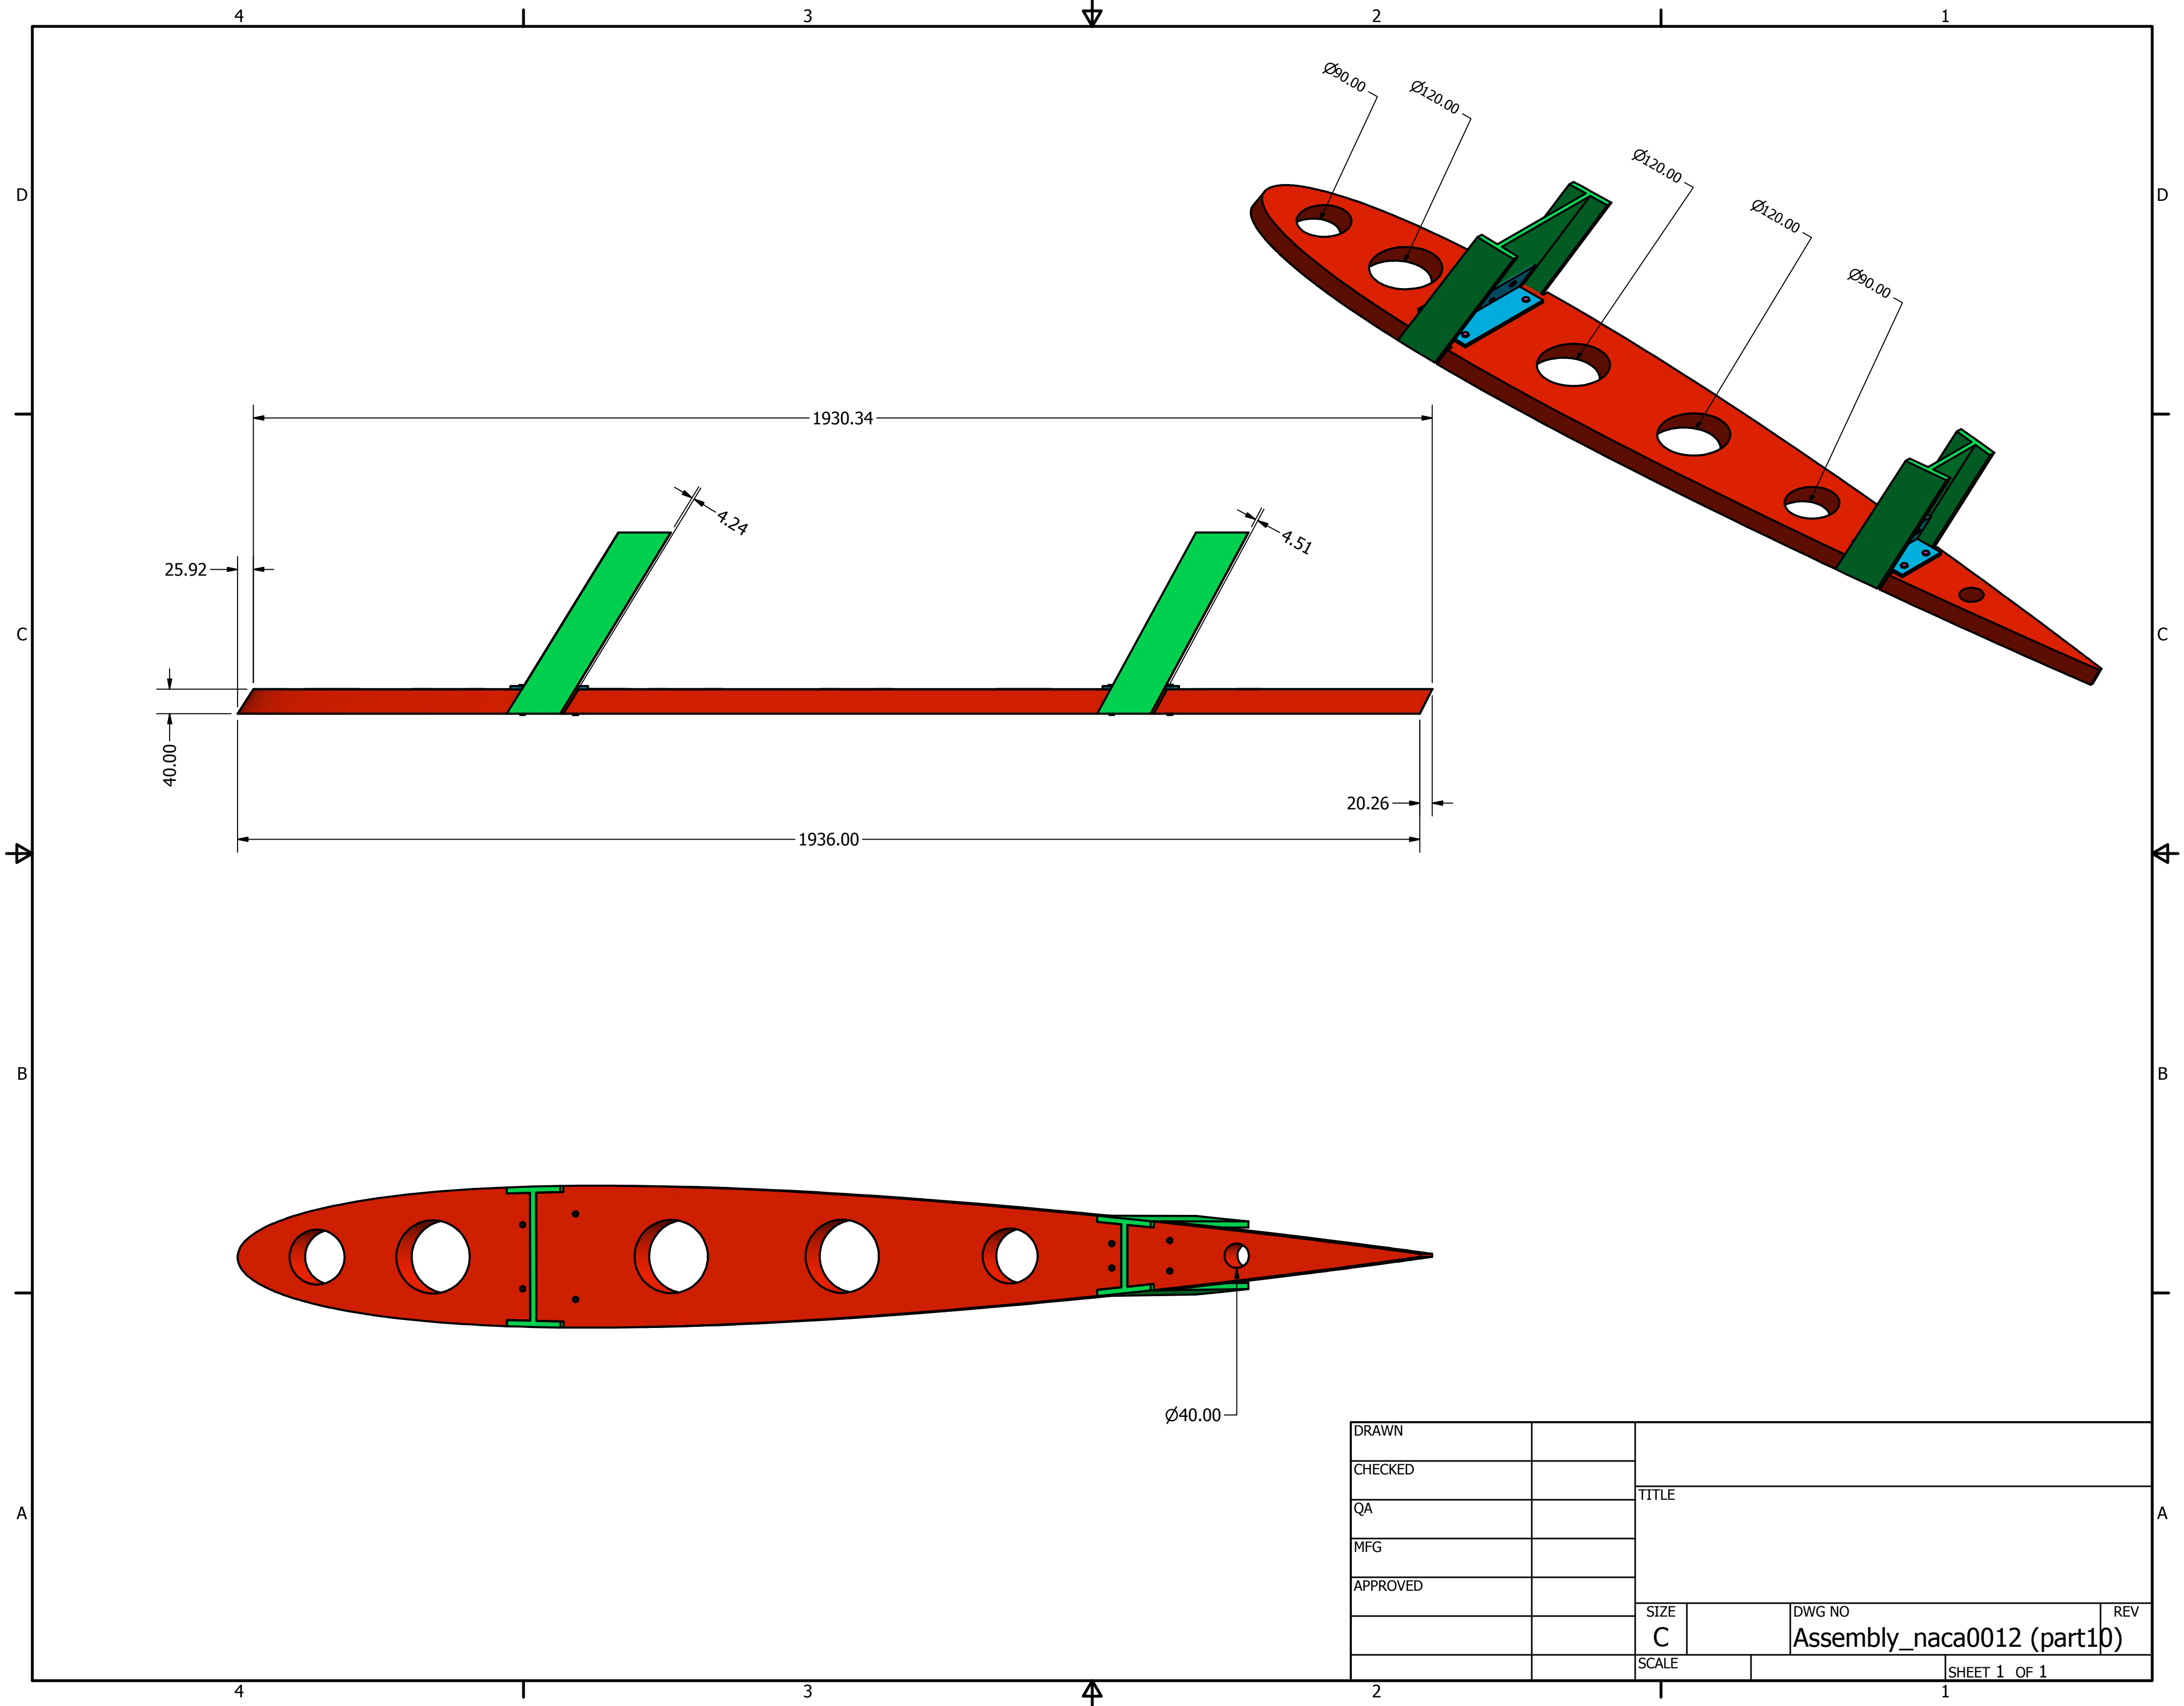 4 3 2 1
D D
C C
B B
A A
Ø90.00
Ø120.00
Ø120.00
Ø120.00
Ø90.00
1930.34
4.24
4.51
25.92
40.00
20.26
1936.00
Ø40.00
DRAWN
CHECKED
QA
MFG
APPROVED
TITLE
SIZE
C
DWG NO
Assembly_naca0012 (part10)
REV
SCALE
SHEET 1 OF 1
4 3 2 1